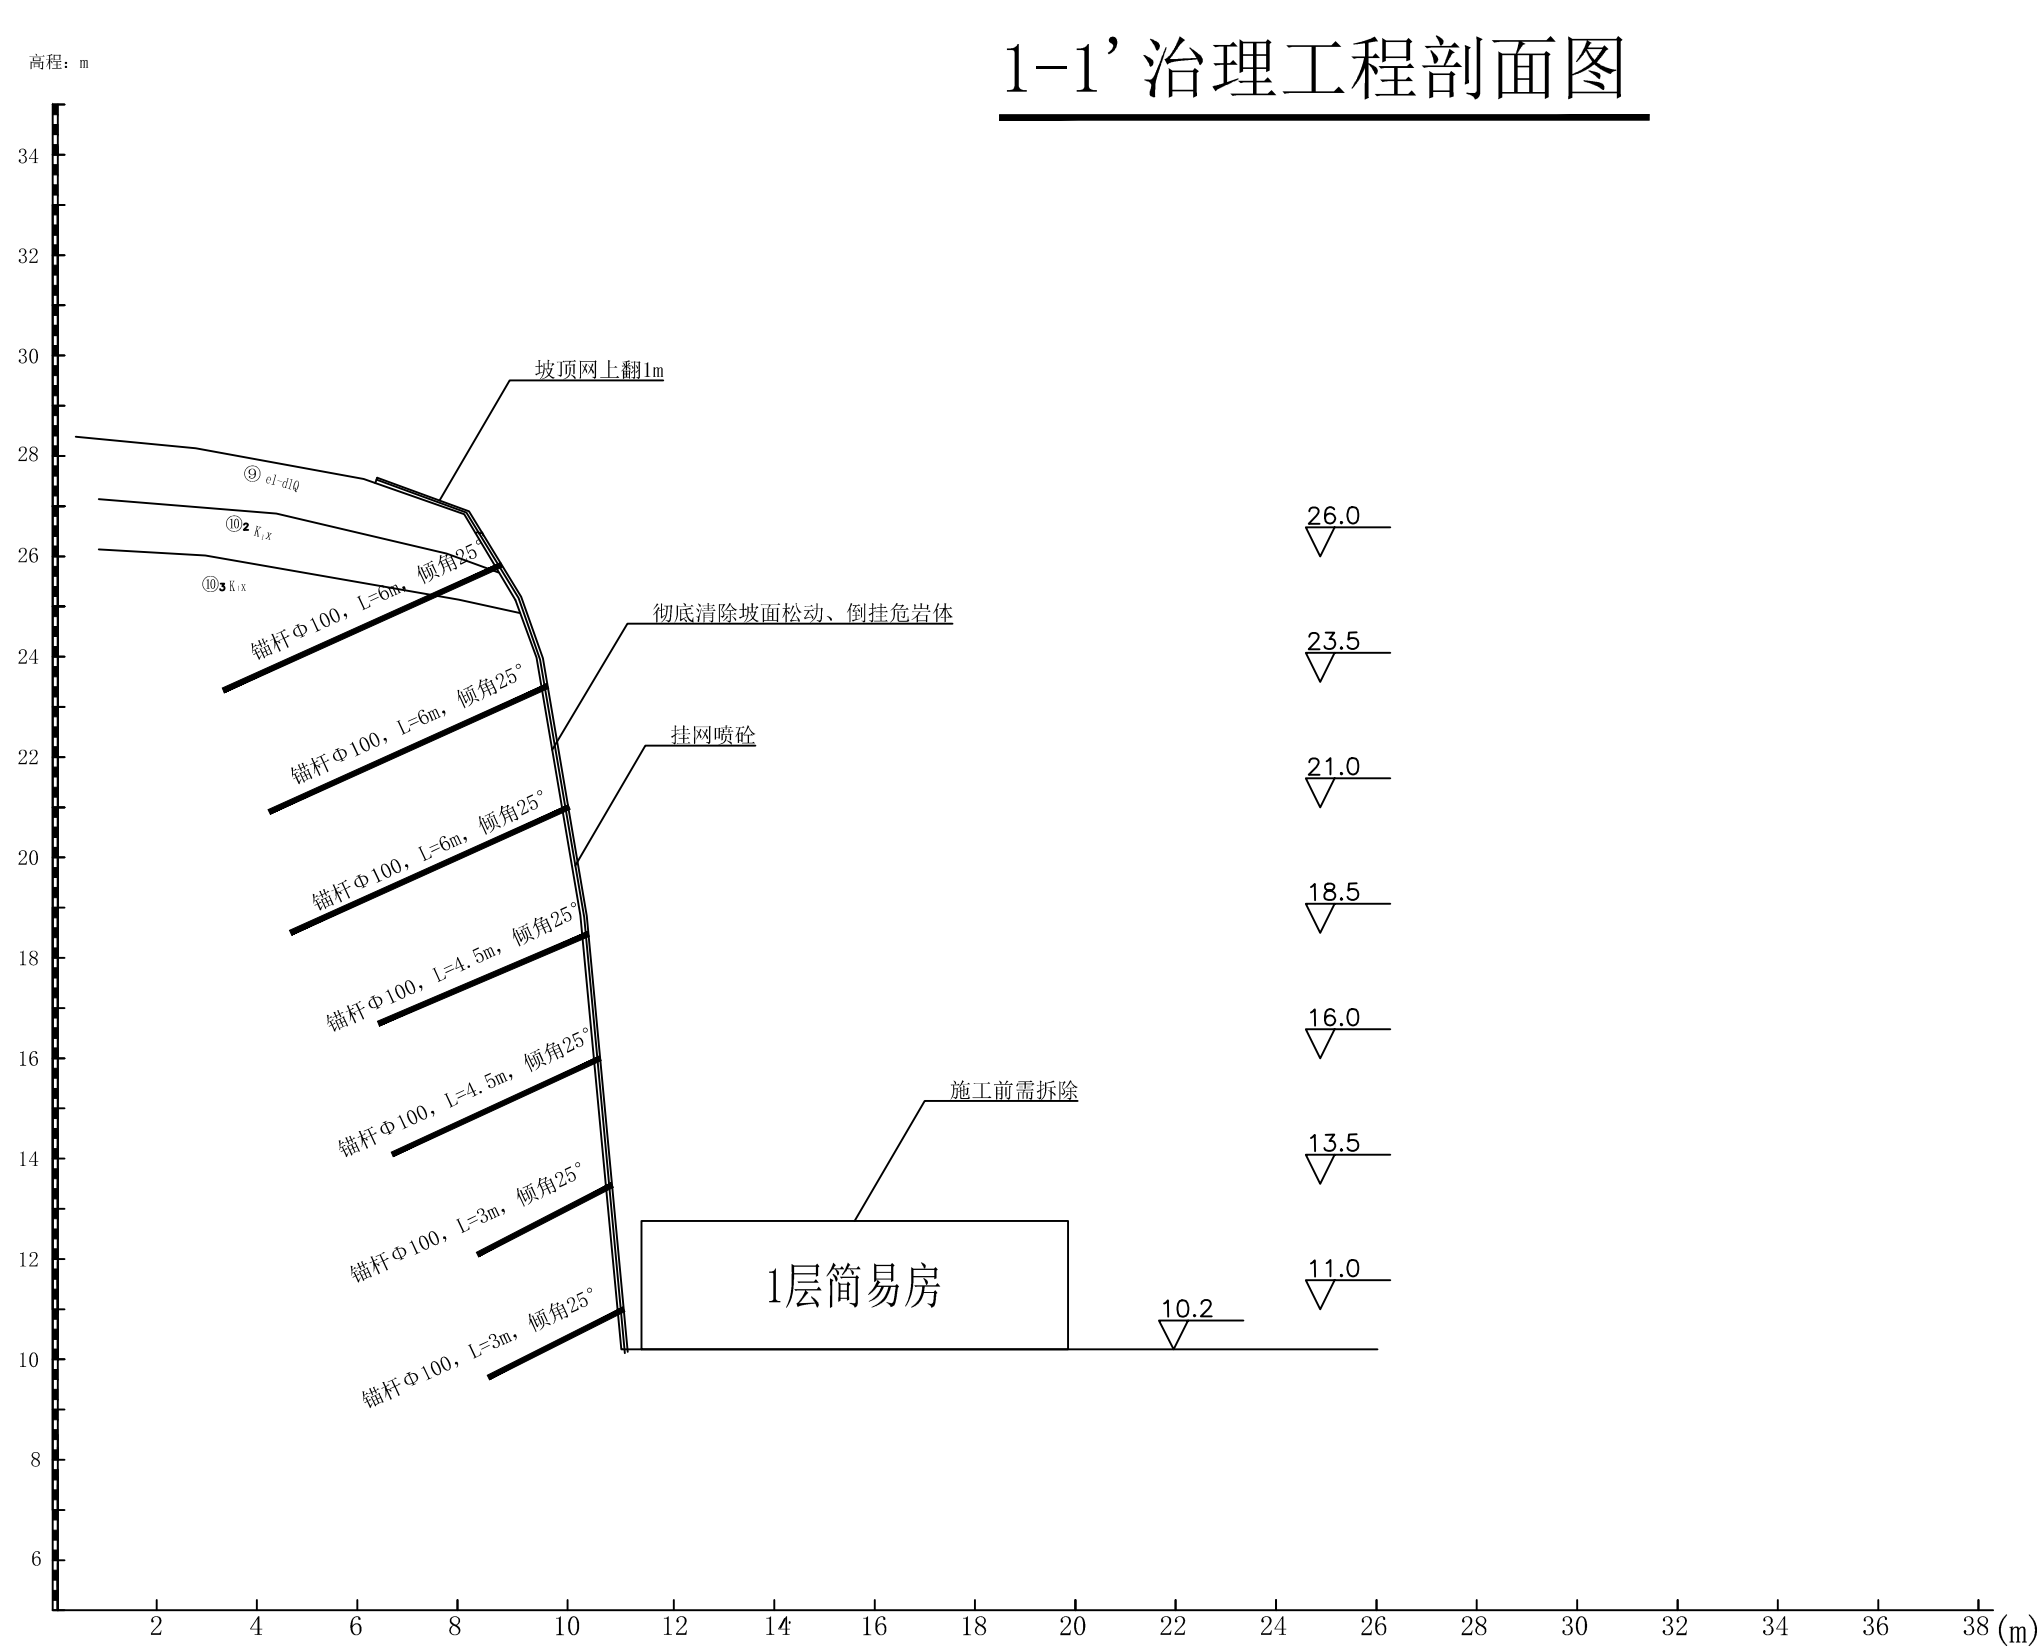 1-1'治理工程剖面图
高程：m
34
32
30
28
26
24
22
20
18
16
14
12
10
8
6
坡顶网上翻1m
⑨ el-dlQ
⑩2 K₁x
⑩3 K₁x
锚杆Φ100，L=6m，倾角25°
彻底清除坡面松动、倒挂危岩体
锚杆Φ100，L=6m，倾角25°
挂网喷砼
锚杆Φ100，L=6m，倾角25°
锚杆Φ100，L=4.5m，倾角25°
锚杆Φ100，L=4.5m，倾角25°
施工前需拆除
锚杆Φ100，L=3m，倾角25°
1层简易房
锚杆Φ100，L=3m，倾角25°
26.0
23.5
21.0
18.5
16.0
13.5
11.0
10.2
2 4 6 8 10 12 14 16 18 20 22 24 26 28 30 32 34 36 38 (m)